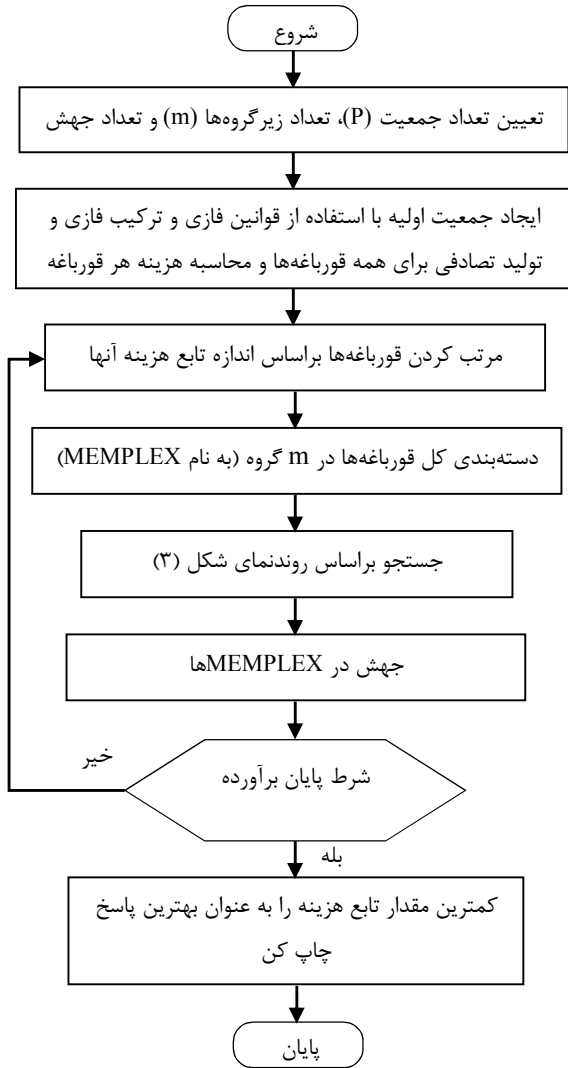 شروع
تعیین تعداد جمعیت (P)، تعداد زیرگروه‌ها (m) و تعداد جهش
ایجاد جمعیت اولیه با استفاده از قوانین فازی و ترکیب فازی و
تولید تصادفی برای همه قورباغه‌ها و محاسبه هزینه هر قورباغه
مرتب کردن قورباغه‌ها براساس اندازه تابع هزینه آنها
دسته‌بندی کل قورباغه‌ها در m گروه (به نام MEMPLEX)
جستجو براساس روندنمای شکل (۳)
جهش در MEMPLEXها
شرط پایان برآورده
خیر
بله
کمترین مقدار تابع هزینه را به عنوان بهترین پاسخ
چاپ کن
پایان